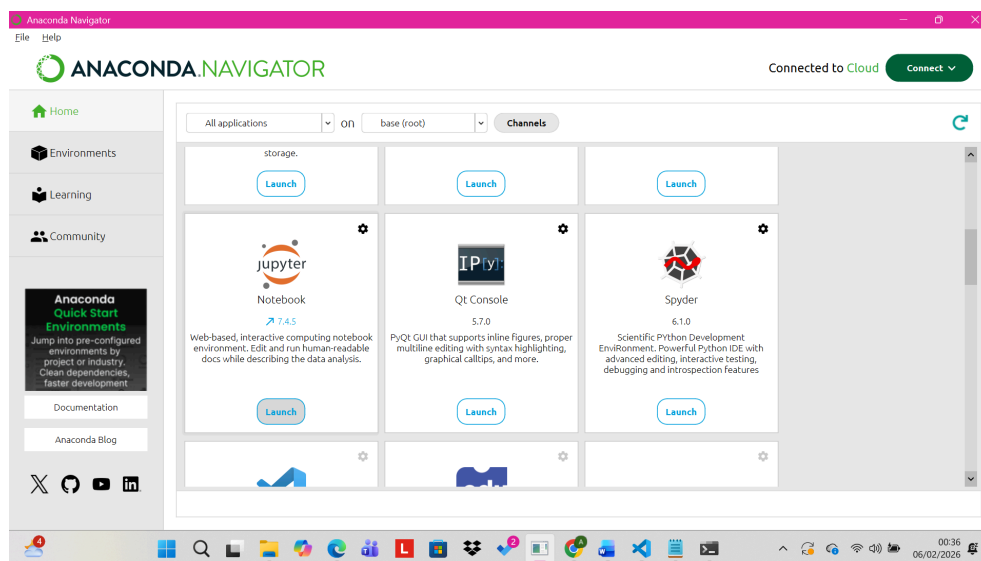 Anaconda Navigator
File Help
ANACONDA.NAVIGATOR
Connected to Cloud
Connect
Home
Environments
Learning
Community
Anaconda
Quick Start
Environments
Jump into pre-configured
environments by
project or industry.
Clean dependencies,
faster development
Documentation
Anaconda Blog
All applications on base (root) Channels
storage.
Launch Launch Launch
jupyter
Notebook
7.4.5
Web-based, interactive computing notebook
environment. Edit and run human-readable
docs while describing the data analysis.
Launch
IP[y]:
Qt Console
5.7.0
PyQt GUI that supports inline figures, proper
multiline editing with syntax highlighting,
graphical calltips, and more.
Launch
Spyder
6.1.0
Scientific PYthon Development
EnviRonment. Powerful Python IDE with
advanced editing, interactive testing,
debugging and introspection features
Launch
in
4
L
2
A
00:36
06/02/2026